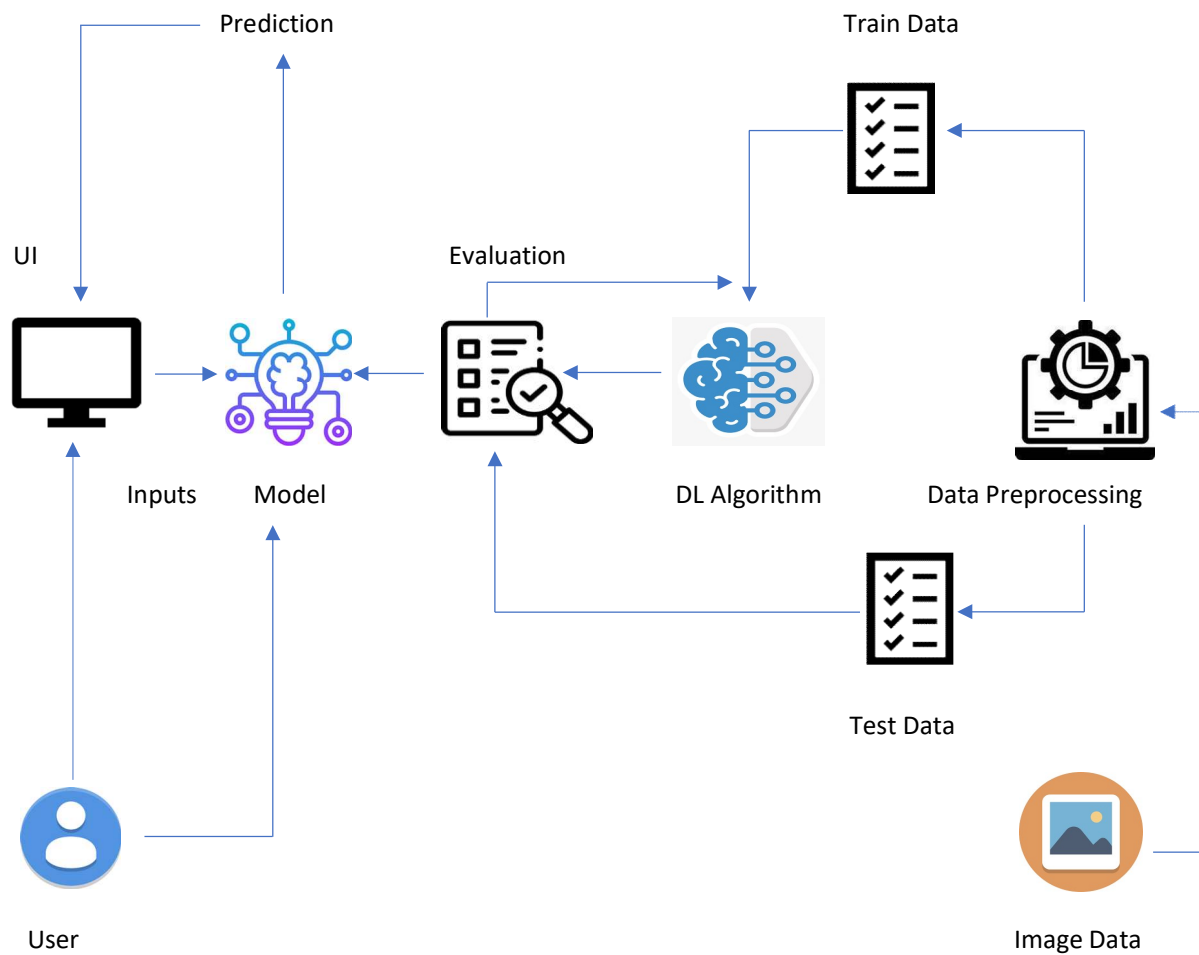 Prediction
Train Data
UI
Evaluation
Inputs
Model
DL Algorithm
Data Preprocessing
Test Data
User
Image Data